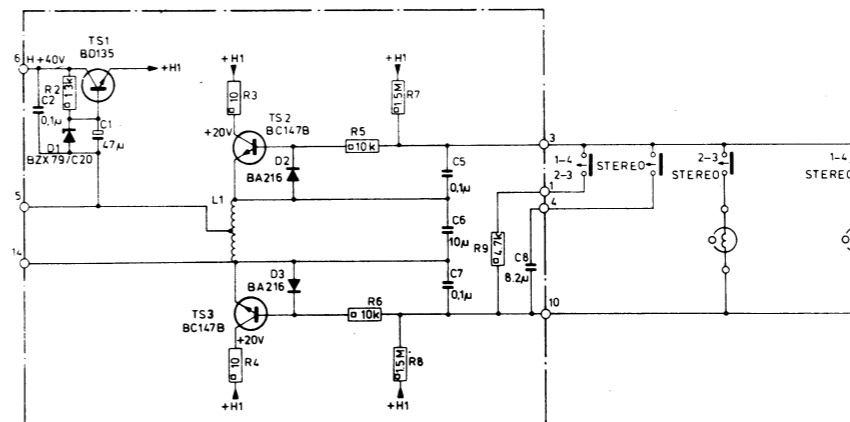 TS1
BD135
6 H +40V
+H1
R2
1.3k
C2
0,1µ
D1
BZX79/C20
C1
47µ
5
14
+H1
10
R3
+20V
TS2
BC147B
D2
BA216
L1
R5
10k
+H1
1.5M
R7
C5
0,1µ
C6
10µ
C7
0,1µ
D3
BA216
TS3
BC147B
+20V
10
R4
+H1
R6
10k
1.5M
R8
+H1
3
1
4
10
R9
4.7k
C8
8.2µ
1-4
2-3
STEREO
2-3
STEREO
1-4
STEREO